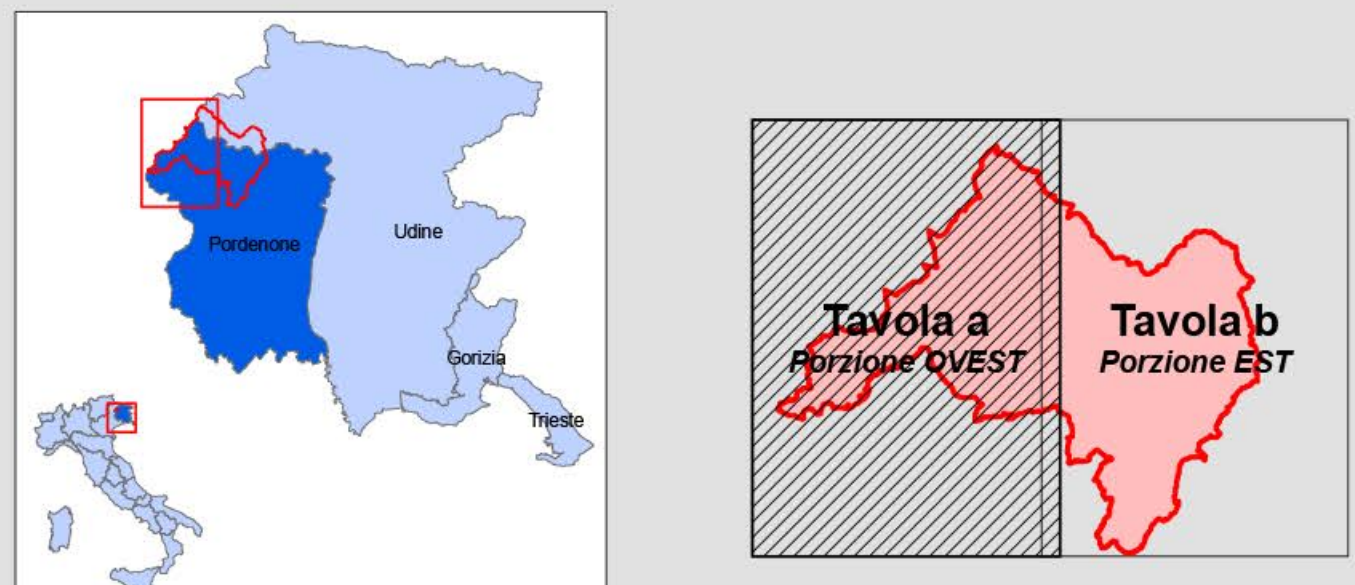 Udine
Pordenone
Gorizia
Trieste
Tavola a
Porzione OVEST
Tavola b
Porzione EST